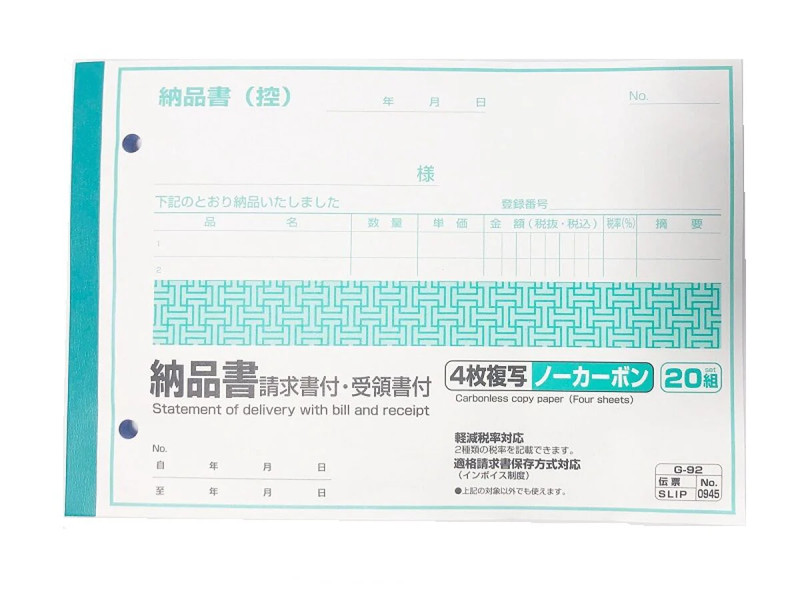 納品書(控)
年 月 日
No.
様
下記のとおり納品いたしました
登録番号
品 名 数 量 単 価 金 額(税抜・税込) 税率(%) 摘 要
1
2
納品書 請求書付・受領書付
Statement of delivery with bill and receipt
4枚複写 ノーカーボン 20組 set
Carbonless copy paper (Four sheets)
軽減税率対応
2種類の税率を記載できます。
適格請求書保存方式対応
(インボイス制度)
●上記の対象以外でも使えます。
No.
自 年 月 日
至 年 月 日
G-92
伝票 No.
SLIP 0945